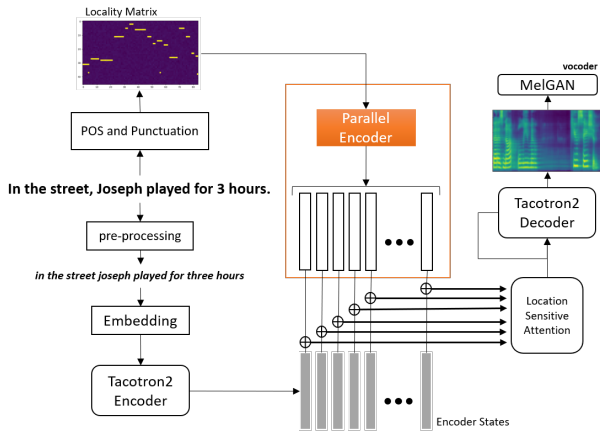 Locality Matrix
POS and Punctuation
In the street, Joseph played for 3 hours.
pre-processing
in the street joseph played for three hours
Embedding
Tacotron2
Encoder
Parallel
Encoder
Encoder States
Location
Sensitive
Attention
Tacotron2
Decoder
MelGAN
vocoder